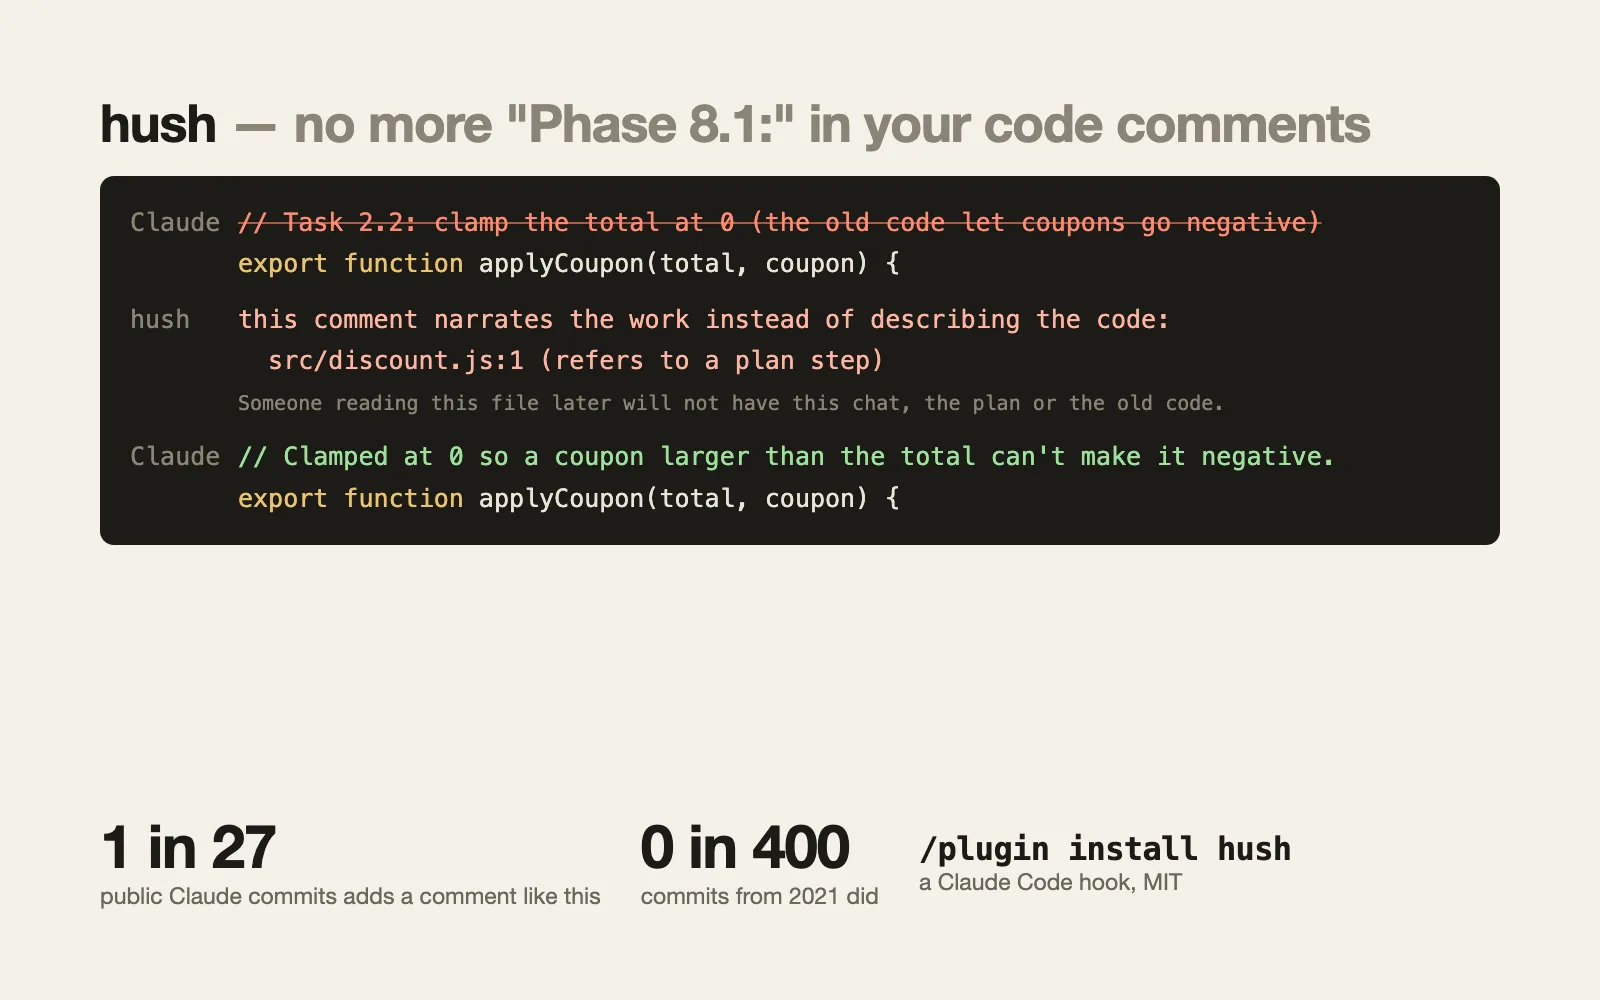 hush — no more "Phase 8.1:" in your code comments
Claude // Task 2.2: clamp the total at 0 (the old code let coupons go negative)
export function applyCoupon(total, coupon) {
hush this comment narrates the work instead of describing the code:
src/discount.js:1 (refers to a plan step)
Someone reading this file later will not have this chat, the plan or the old code.
Claude // Clamped at 0 so a coupon larger than the total can't make it negative.
export function applyCoupon(total, coupon) {
1 in 27
public Claude commits adds a comment like this
0 in 400
commits from 2021 did
/plugin install hush
a Claude Code hook, MIT